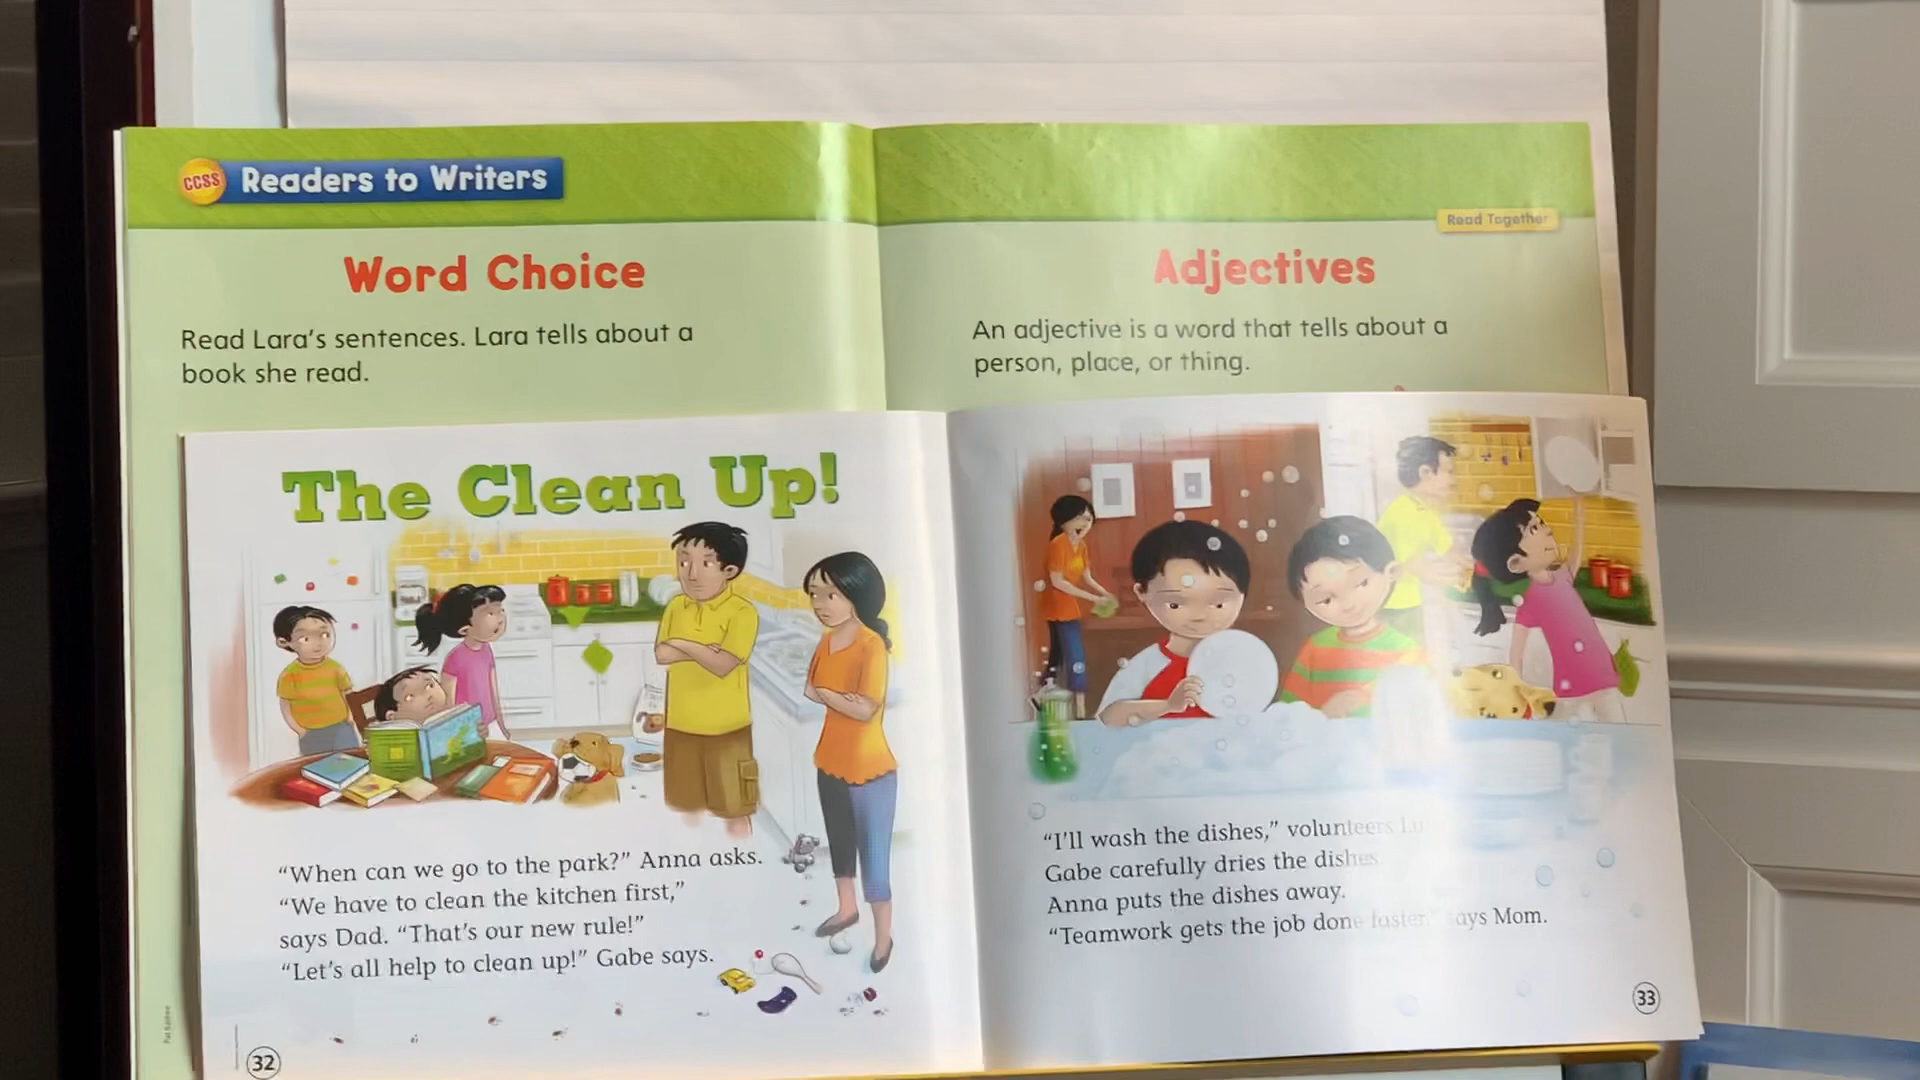 CCSS Readers to Writers
Word Choice
Read Lara's sentences. Lara tells about a
book she read.
Read Together
Adjectives
An adjective is a word that tells about a
person, place, or thing.
The Clean Up!
"When can we go to the park?" Anna asks.
"We have to clean the kitchen first,"
says Dad. "That's our new rule!"
"Let's all help to clean up!" Gabe says.
32
"I'll wash the dishes," volunteers
Gabe carefully dries the dishes.
Anna puts the dishes away.
"Teamwork gets the job done faster," says Mom.
33